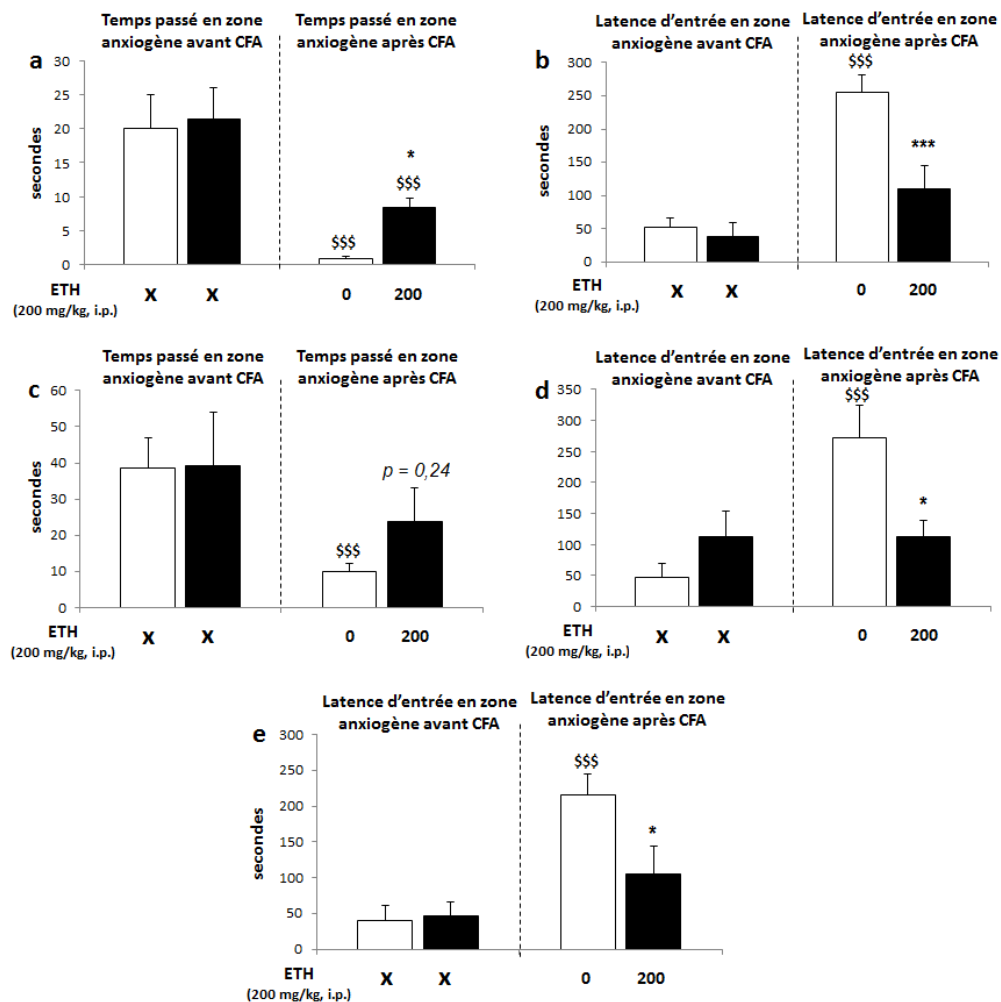 Temps passé en zone
anxiogène avant CFA
Temps passé en zone
anxiogène après CFA
a
secondes
30
25
20
15
10
5
0
$$$
*
$$$
ETH
(200 mg/kg, i.p.)
X
X
0
200
Latence d'entrée en zone
anxiogène avant CFA
Latence d'entrée en zone
anxiogène après CFA
b
secondes
300
250
200
150
100
50
0
$$$
***
ETH
(200 mg/kg, i.p.)
X
X
0
200
Temps passé en zone
anxiogène avant CFA
Temps passé en zone
anxiogène après CFA
c
secondes
60
50
40
30
20
10
0
$$$
p = 0,24
ETH
(200 mg/kg, i.p.)
X
X
0
200
Latence d'entrée en zone
anxiogène avant CFA
Latence d'entrée en zone
anxiogène après CFA
d
350
300
250
200
150
100
50
0
$$$
*
ETH
(200 mg/kg, i.p.)
X
X
0
200
Latence d'entrée en zone
anxiogène avant CFA
Latence d'entrée en zone
anxiogène après CFA
e
secondes
300
250
200
150
100
50
0
$$$
*
ETH
(200 mg/kg, i.p.)
X
X
0
200